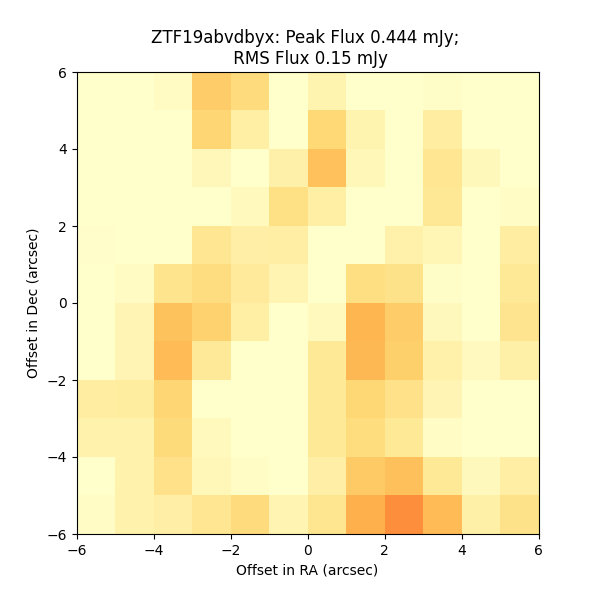 ZTF19abvdbyx: Peak Flux 0.444 mJy;
RMS Flux 0.15 mJy
6
4
2
0
−2
−4
−6
Offset in Dec (arcsec)
−6 −4 −2 0 2 4 6
Offset in RA (arcsec)